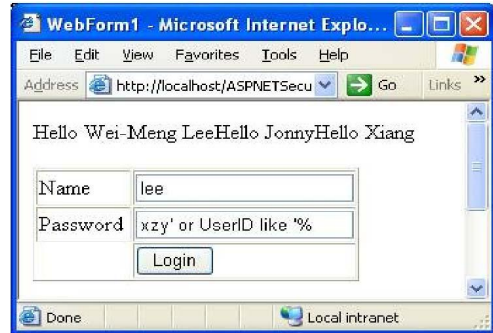 WebForm1 - Microsoft Internet Explo...
File Edit View Favorites Tools Help
Address http://localhost/ASPNETSecu Go Links »
Hello Wei-Meng LeeHello JonnyHello Xiang
Name lee
Password xzy' or UserID like '%
Login
Done Local intranet